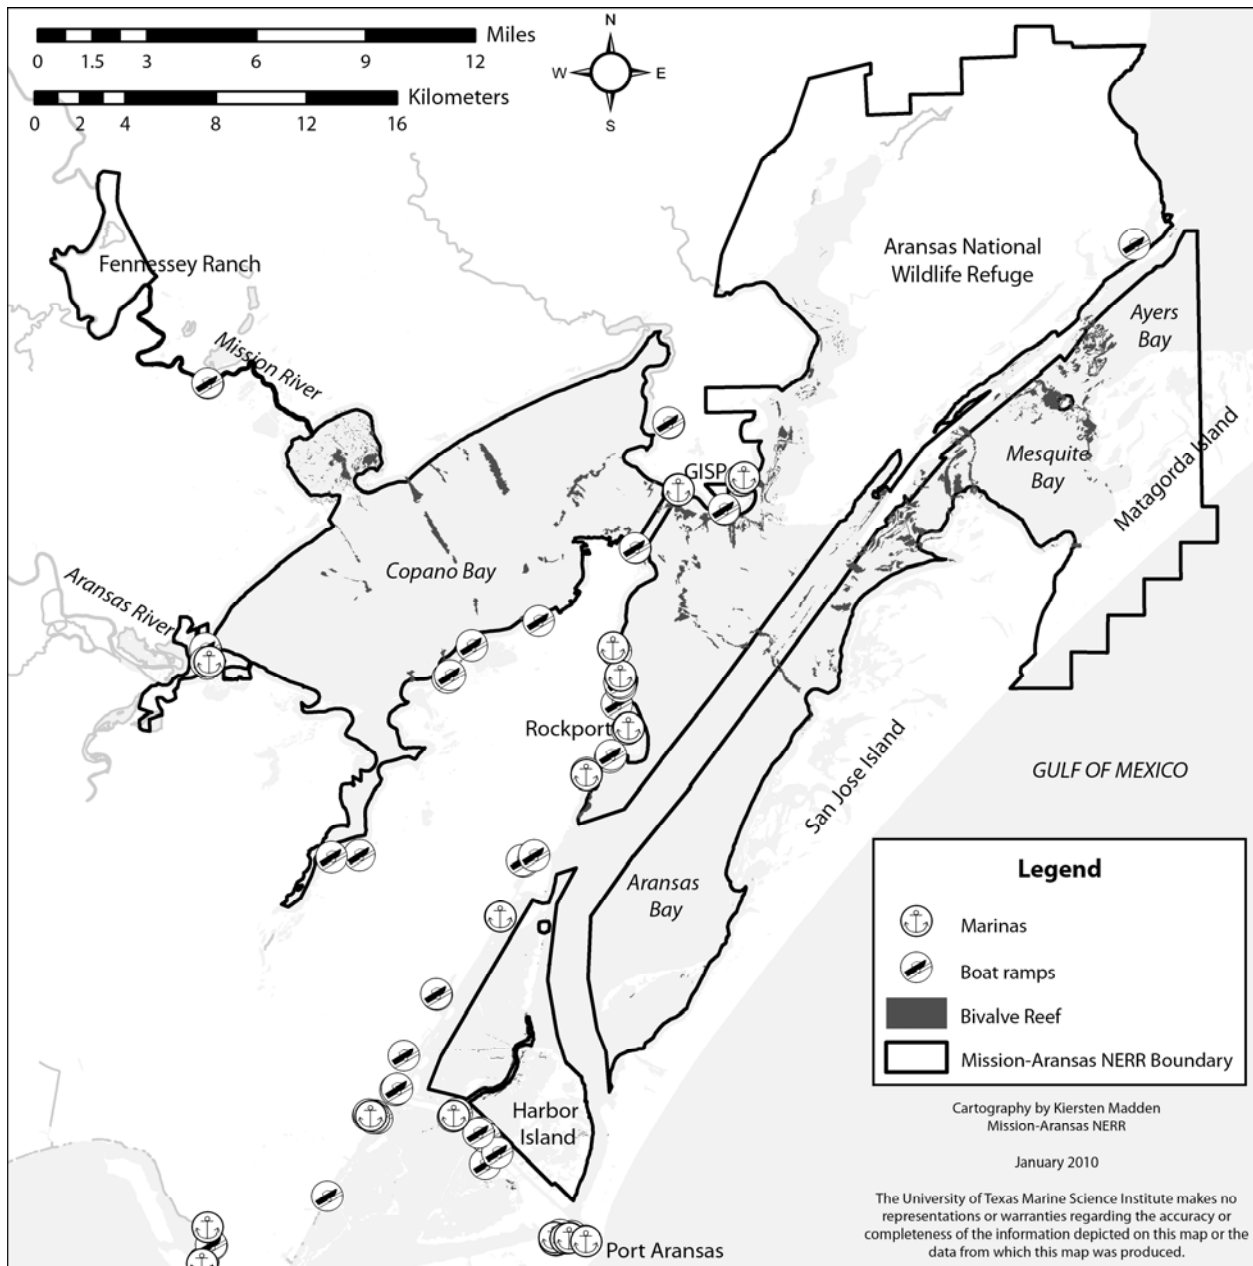 Miles
0 1.5 3 6 9 12
Kilometers
0 2 4 8 12 16
N
W E
S
Fennessey Ranch
Mission River
Aransas National
Wildlife Refuge
Ayers
Bay
GISP
Mesquite
Bay
Matagorda Island
Copano Bay
Aransas River
Rockport
San Jose Island
GULF OF MEXICO
Aransas
Bay
Harbor
Island
Port Aransas
Legend
Marinas
Boat ramps
Bivalve Reef
Mission-Aransas NERR Boundary
Cartography by Kiersten Madden
Mission-Aransas NERR
January 2010
The University of Texas Marine Science Institute makes no
representations or warranties regarding the accuracy or
completeness of the information depicted on this map or the
data from which this map was produced.